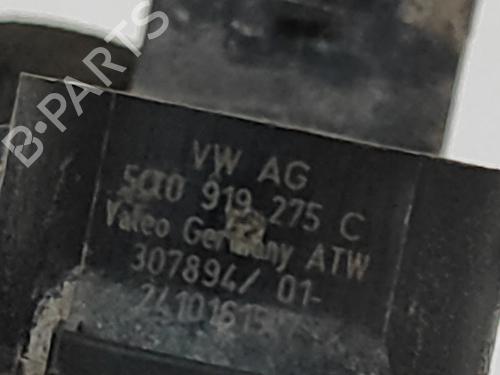 B-PARTS
VW AG
5Q0 919 275 C
Valeo Germany ATW
307894/ 01-